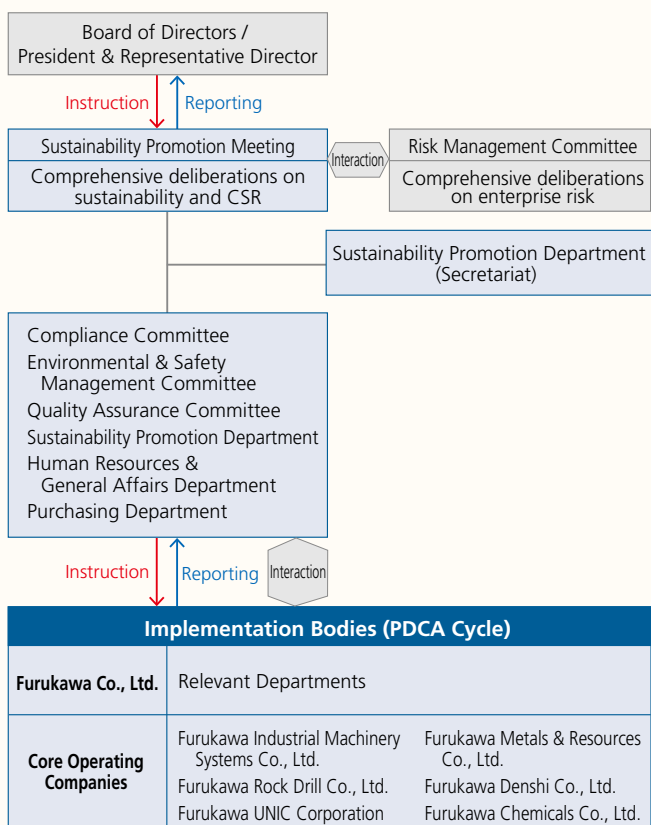 Board of Directors /
President & Representative Director
Instruction
Reporting
Sustainability Promotion Meeting
Comprehensive deliberations on
sustainability and CSR
Interaction
Risk Management Committee
Comprehensive deliberations
on enterprise risk
Sustainability Promotion Department
(Secretariat)
Compliance Committee
Environmental & Safety
Management Committee
Quality Assurance Committee
Sustainability Promotion Department
Human Resources &
General Affairs Department
Purchasing Department
Instruction
Reporting
Interaction
Implementation Bodies (PDCA Cycle)
Furukawa Co., Ltd.
Relevant Departments
Core Operating
Companies
Furukawa Industrial Machinery
Systems Co., Ltd.
Furukawa Rock Drill Co., Ltd.
Furukawa UNIC Corporation
Furukawa Metals & Resources
Co., Ltd.
Furukawa Denshi Co., Ltd.
Furukawa Chemicals Co., Ltd.